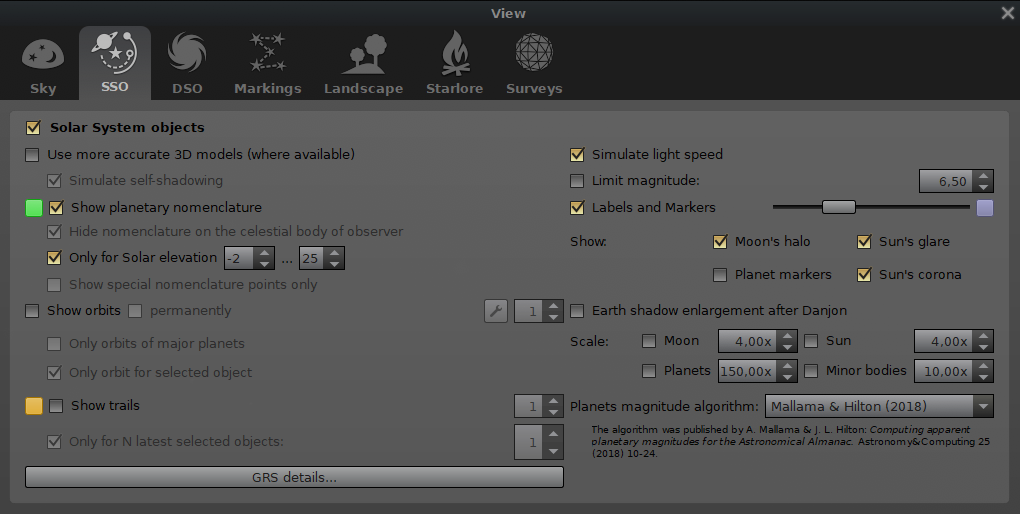 View
Sky
SSO
DSO
Markings
Landscape
Starlore
Surveys
Solar System objects
Use more accurate 3D models (where available)
Simulate self-shadowing
Show planetary nomenclature
Hide nomenclature on the celestial body of observer
Only for Solar elevation -2 ... 25
Show special nomenclature points only
Show orbits permanently 1
Only orbits of major planets
Only orbit for selected object
Show trails 1
Only for N latest selected objects: 1
GRS details...
Simulate light speed
Limit magnitude: 6,50
Labels and Markers
Show: Moon's halo Sun's glare
Planet markers Sun's corona
Earth shadow enlargement after Danjon
Scale: Moon 4,00x Sun 4,00x
Planets 150,00x Minor bodies 10,00x
Planets magnitude algorithm: Mallama & Hilton (2018)
The algorithm was published by A. Mallama & J. L. Hilton: Computing apparent
planetary magnitudes for the Astronomical Almanac. Astronomy&Computing 25
(2018) 10-24.